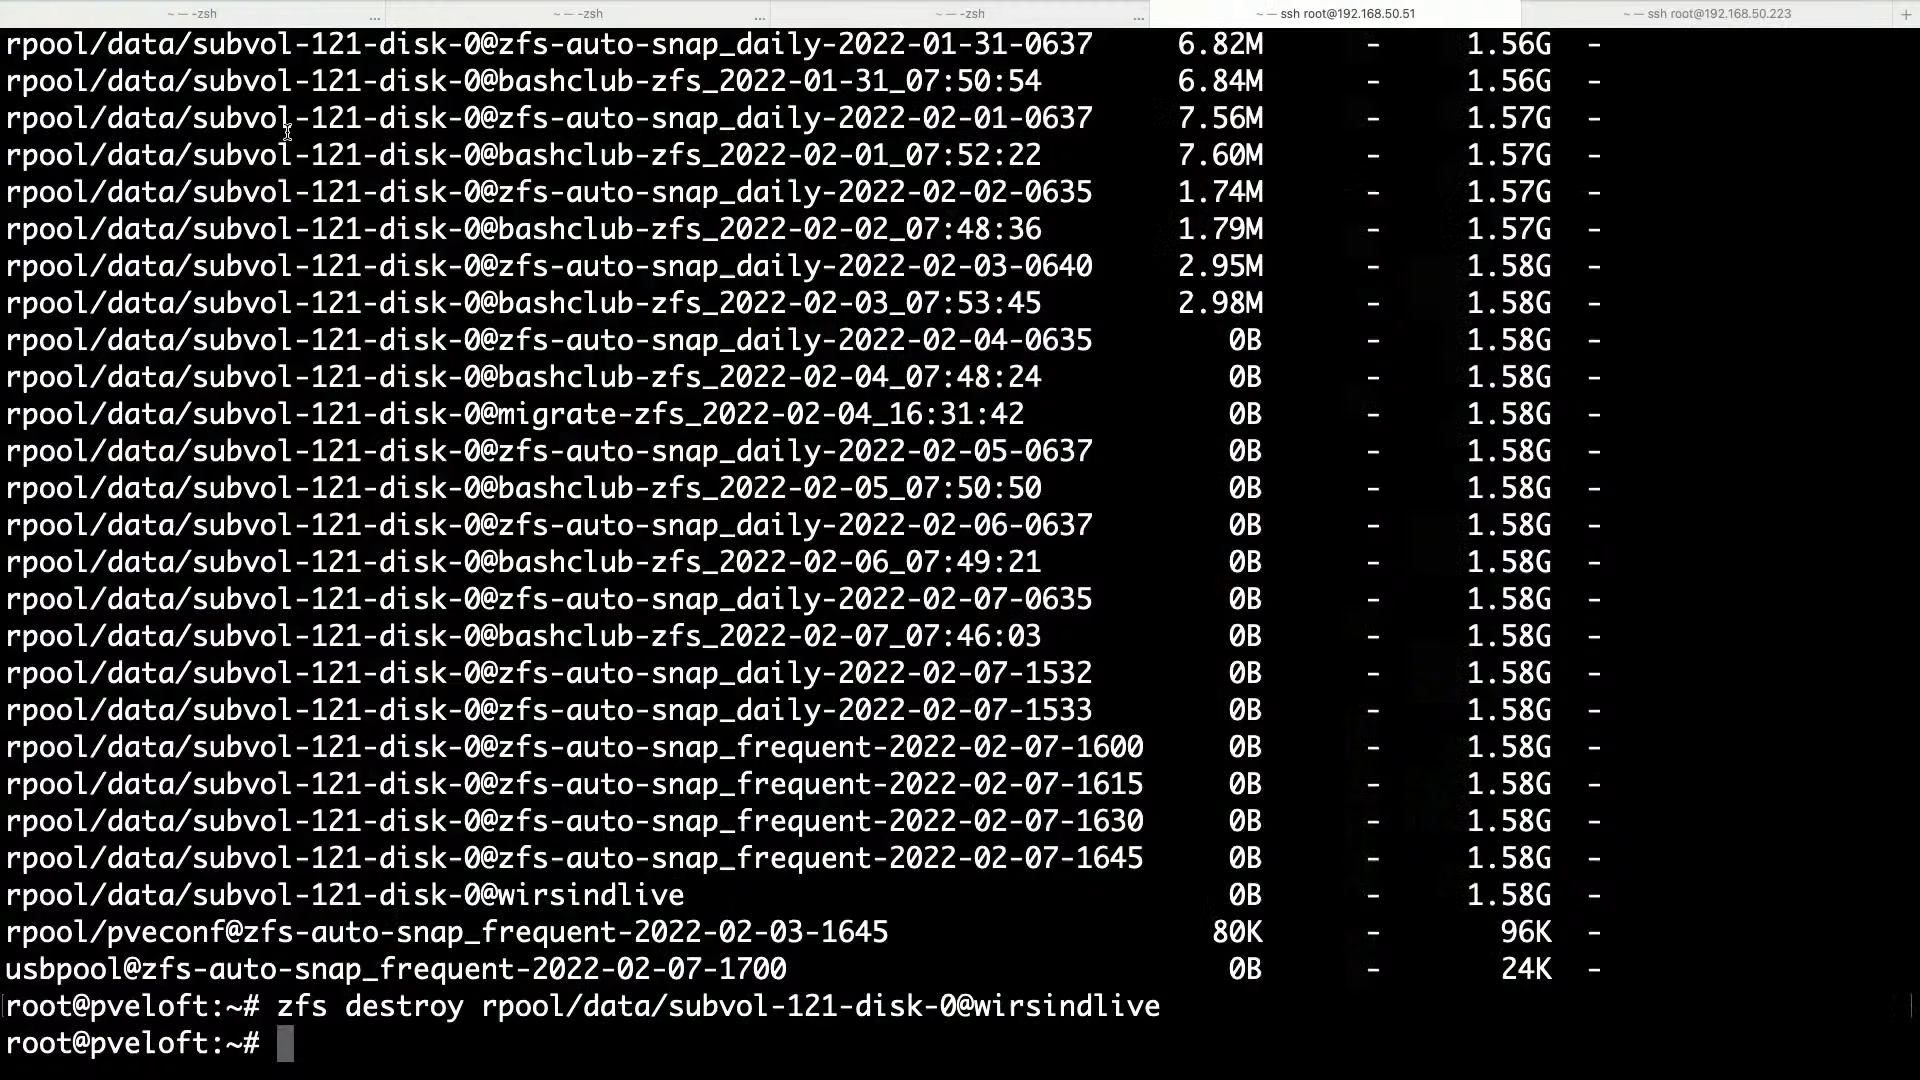 ~ — -zsh ... ~ — -zsh ... ~ — -zsh ... ~ — ssh root@192.168.50.51 ~ — ssh root@192.168.50.223 +
rpool/data/subvol-121-disk-0@zfs-auto-snap_daily-2022-01-31-0637 6.82M - 1.56G -
rpool/data/subvol-121-disk-0@bashclub-zfs_2022-01-31_07:50:54 6.84M - 1.56G -
rpool/data/subvol-121-disk-0@zfs-auto-snap_daily-2022-02-01-0637 7.56M - 1.57G -
rpool/data/subvol-121-disk-0@bashclub-zfs_2022-02-01_07:52:22 7.60M - 1.57G -
rpool/data/subvol-121-disk-0@zfs-auto-snap_daily-2022-02-02-0635 1.74M - 1.57G -
rpool/data/subvol-121-disk-0@bashclub-zfs_2022-02-02_07:48:36 1.79M - 1.57G -
rpool/data/subvol-121-disk-0@zfs-auto-snap_daily-2022-02-03-0640 2.95M - 1.58G -
rpool/data/subvol-121-disk-0@bashclub-zfs_2022-02-03_07:53:45 2.98M - 1.58G -
rpool/data/subvol-121-disk-0@zfs-auto-snap_daily-2022-02-04-0635 0B - 1.58G -
rpool/data/subvol-121-disk-0@bashclub-zfs_2022-02-04_07:48:24 0B - 1.58G -
rpool/data/subvol-121-disk-0@migrate-zfs_2022-02-04_16:31:42 0B - 1.58G -
rpool/data/subvol-121-disk-0@zfs-auto-snap_daily-2022-02-05-0637 0B - 1.58G -
rpool/data/subvol-121-disk-0@bashclub-zfs_2022-02-05_07:50:50 0B - 1.58G -
rpool/data/subvol-121-disk-0@zfs-auto-snap_daily-2022-02-06-0637 0B - 1.58G -
rpool/data/subvol-121-disk-0@bashclub-zfs_2022-02-06_07:49:21 0B - 1.58G -
rpool/data/subvol-121-disk-0@zfs-auto-snap_daily-2022-02-07-0635 0B - 1.58G -
rpool/data/subvol-121-disk-0@bashclub-zfs_2022-02-07_07:46:03 0B - 1.58G -
rpool/data/subvol-121-disk-0@zfs-auto-snap_daily-2022-02-07-1532 0B - 1.58G -
rpool/data/subvol-121-disk-0@zfs-auto-snap_daily-2022-02-07-1533 0B - 1.58G -
rpool/data/subvol-121-disk-0@zfs-auto-snap_frequent-2022-02-07-1600 0B - 1.58G -
rpool/data/subvol-121-disk-0@zfs-auto-snap_frequent-2022-02-07-1615 0B - 1.58G -
rpool/data/subvol-121-disk-0@zfs-auto-snap_frequent-2022-02-07-1630 0B - 1.58G -
rpool/data/subvol-121-disk-0@zfs-auto-snap_frequent-2022-02-07-1645 0B - 1.58G -
rpool/data/subvol-121-disk-0@wirsindlive 0B - 1.58G -
rpool/pveconf@zfs-auto-snap_frequent-2022-02-03-1645 80K - 96K -
usbpool@zfs-auto-snap_frequent-2022-02-07-1700 0B - 24K -
root@pveloft:~# zfs destroy rpool/data/subvol-121-disk-0@wirsindlive
root@pveloft:~#